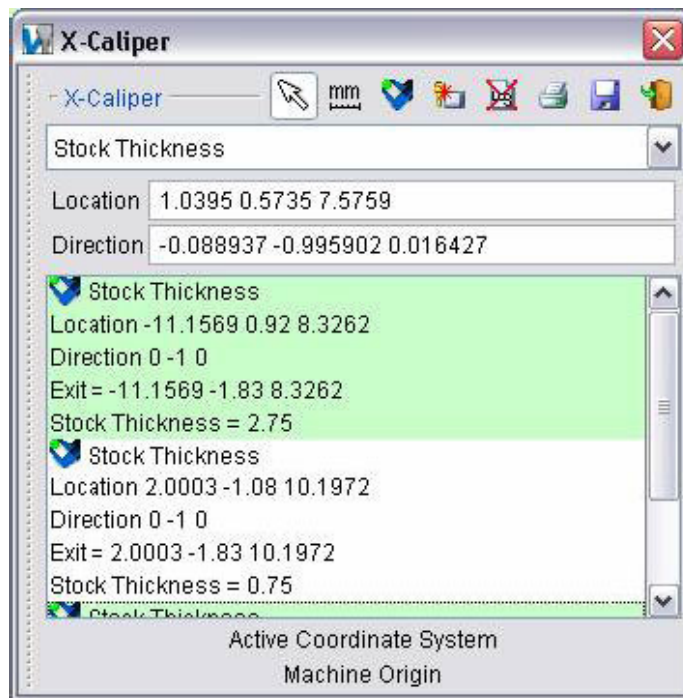 X-Caliper
X-Caliper
mm
Stock Thickness
Location 1.0395 0.5735 7.5759
Direction -0.088937 -0.995902 0.016427
Stock Thickness
Location -11.1569 0.92 8.3262
Direction 0 -1 0
Exit = -11.1569 -1.83 8.3262
Stock Thickness = 2.75
Stock Thickness
Location 2.0003 -1.08 10.1972
Direction 0 -1 0
Exit = 2.0003 -1.83 10.1972
Stock Thickness = 0.75
Stock Thickness
Active Coordinate System
Machine Origin